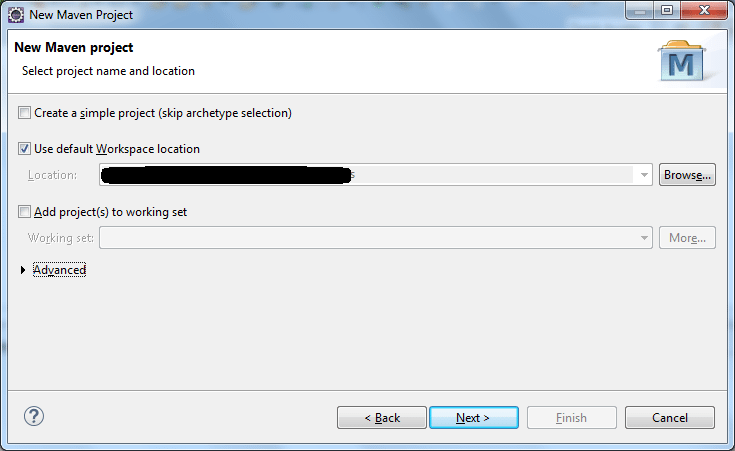 New Maven Project
New Maven project
Select project name and location
M
Create a simple project (skip archetype selection)
Use default Workspace location
Location: s
Browse...
Add project(s) to working set
Working set:
More...
Advanced
?
< Back
Next >
Finish
Cancel